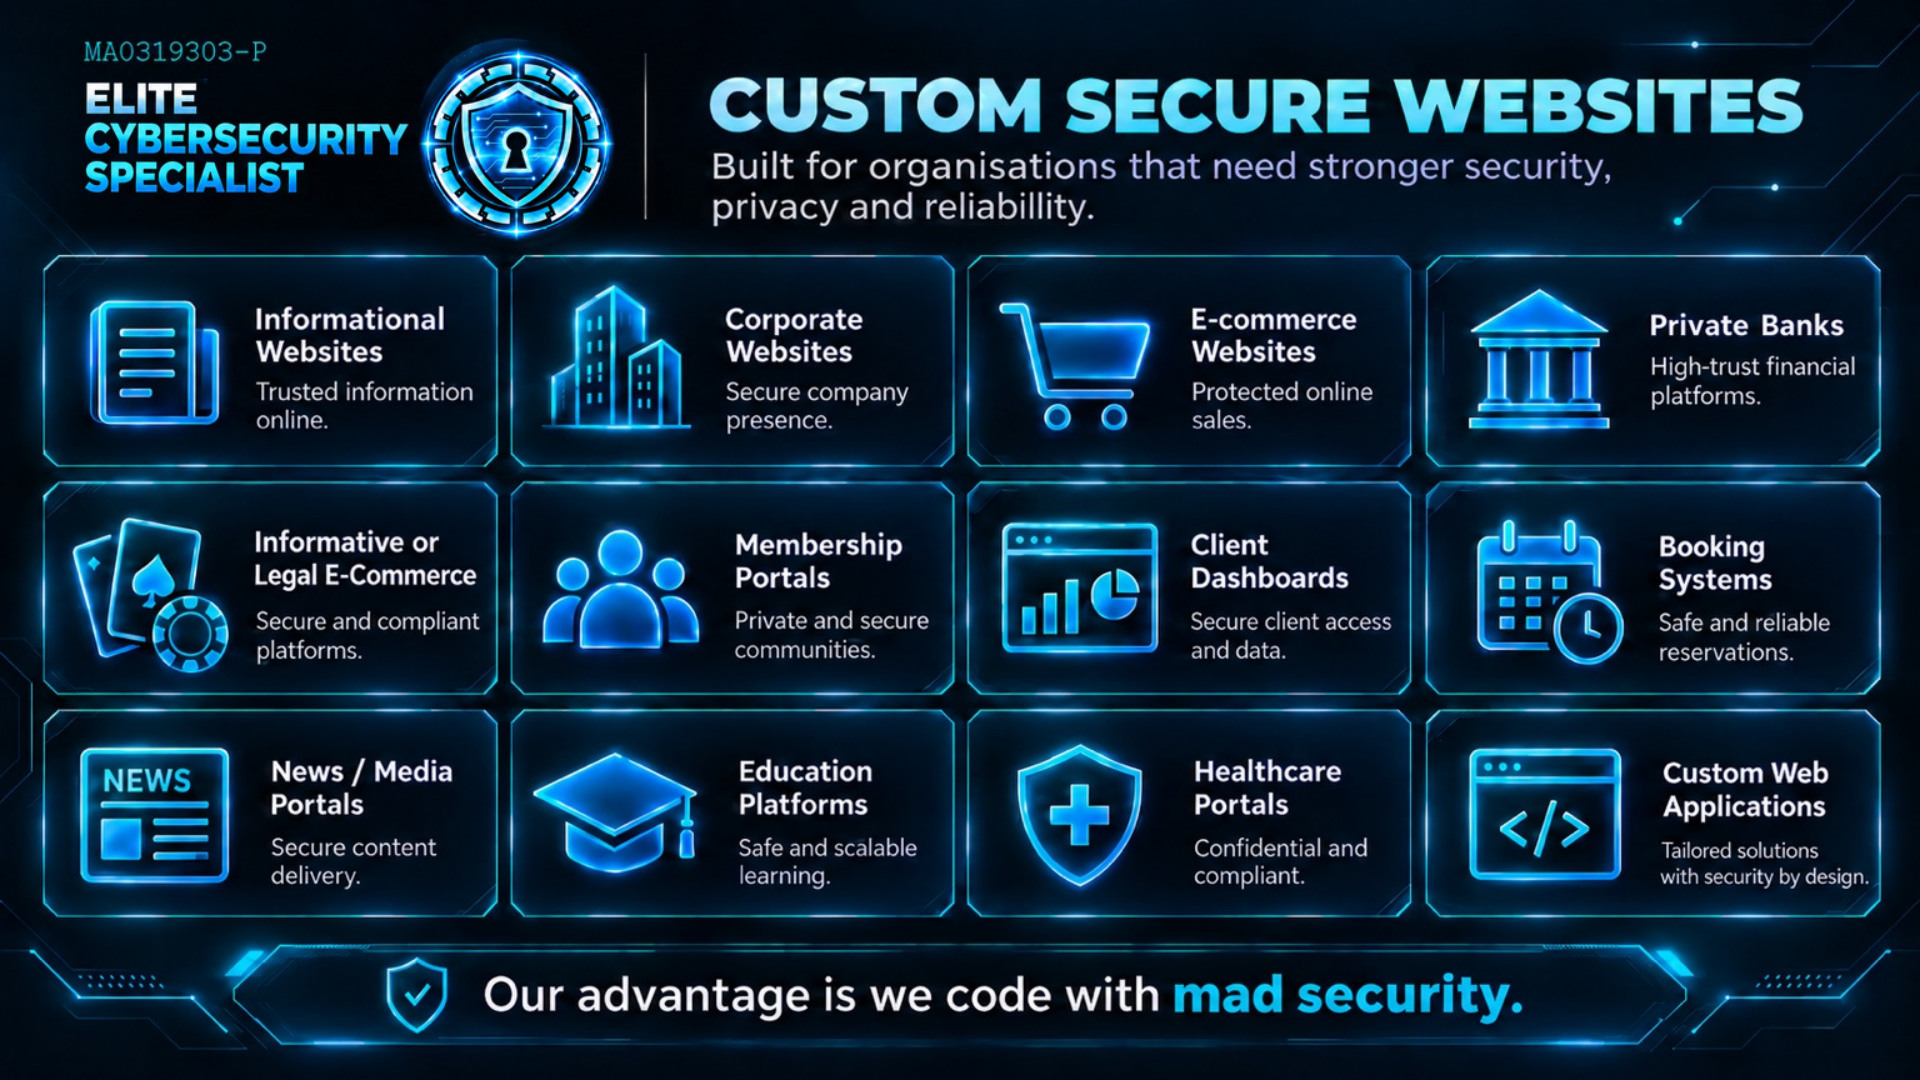 MA0319303-P
ELITE
CYBERSECURITY
SPECIALIST
CUSTOM SECURE WEBSITES
Built for organisations that need stronger security,
privacy and reliabillity.
Informational
Websites
Trusted information
online.
Corporate
Websites
Secure company
presence.
E-commerce
Websites
Protected online
sales.
Private Banks
High-trust financial
platforms.
Informative or
Legal E-Commerce
Secure and compliant
platforms.
Membership
Portals
Private and secure
communities.
Client
Dashboards
Secure client access
and data.
Booking
Systems
Safe and reliable
reservations.
NEWS
News / Media
Portals
Secure content
delivery.
Education
Platforms
Safe and scalable
learning.
Healthcare
Portals
Confidential and
compliant.
</>
Custom Web
Applications
Tailored solutions
with security by design.
Our advantage is we code with mad security.